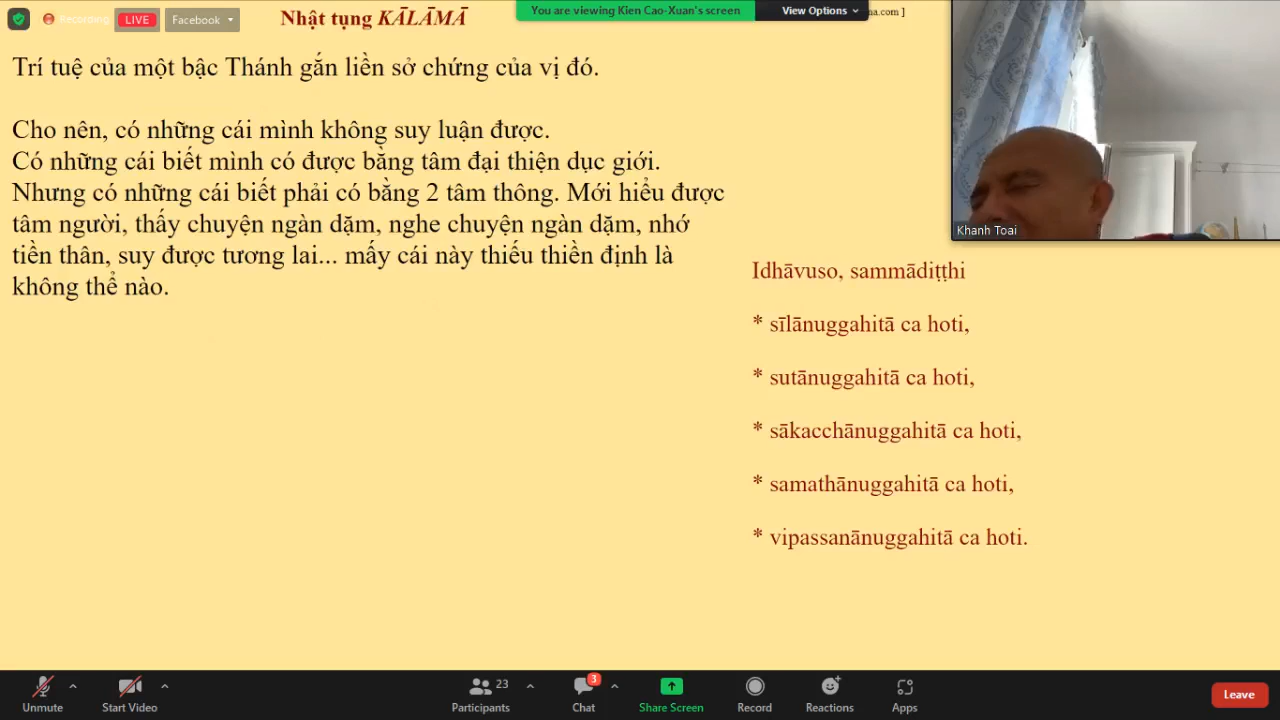 Recording
LIVE
Facebook
Nhật tụng KĀLĀMĀ
You are viewing Kien Cao-Xuan's screen
View Options
na.com ]
Trí tuệ của một bậc Thánh gắn liền sở chứng của vị đó.
Cho nên, có những cái mình không suy luận được.
Có những cái biết mình có được bằng tâm đại thiện dục giới.
Nhưng có những cái biết phải có bằng 2 tâm thông. Mới hiểu được
tâm người, thấy chuyện ngàn dặm, nghe chuyện ngàn dặm, nhớ
tiền thân, suy được tương lai... mấy cái này thiếu thiền định là
không thể nào.
Khanh Toai
Idhāvuso, sammādiṭṭhi
* sīlānuggahitā ca hoti,
* sutānuggahitā ca hoti,
* sākacchānuggahitā ca hoti,
* samathānuggahitā ca hoti,
* vipassanānuggahitā ca hoti.
Unmute
Start Video
23
Participants
3
Chat
Share Screen
Record
Reactions
Apps
Leave